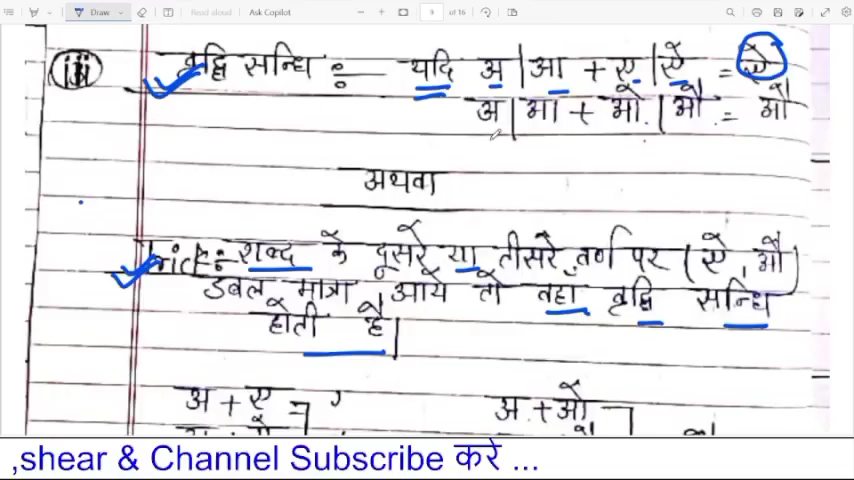 Draw
Read aloud
Ask Copilot
9 of 16
(iii) वृद्धि सन्धि ÷ यदि अ|आ + ए|ऐ = ऐ
अ|आ + ओ|औ = औ
अथवा
Trick ÷ शब्द के दूसरे या तीसरे वर्ण पर (ऐ, औ)
डबल मात्रा आये तो वहाँ वृद्धि सन्धि
होती है|
अ + ए = ै
अ + ओ
,shear & Channel Subscribe करे ...